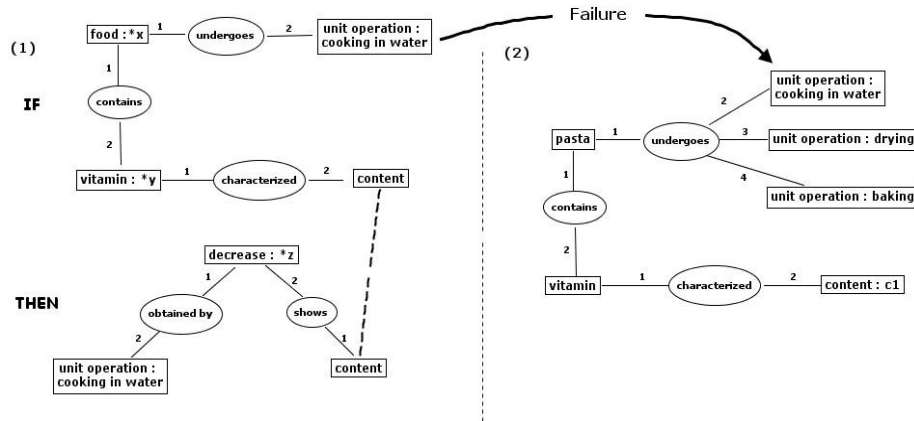 Failure
(1)
food : *x
1
undergoes
2
unit operation :
cooking in water
1
IF
contains
2
vitamin : *y
1
characterized
2
content
decrease : *z
1
2
THEN
obtained by
shows
2
1
unit operation :
cooking in water
content
(2)
unit operation :
cooking in water
2
pasta
1
undergoes
3
unit operation : drying
1
4
contains
unit operation : baking
2
vitamin
1
characterized
2
content : c1